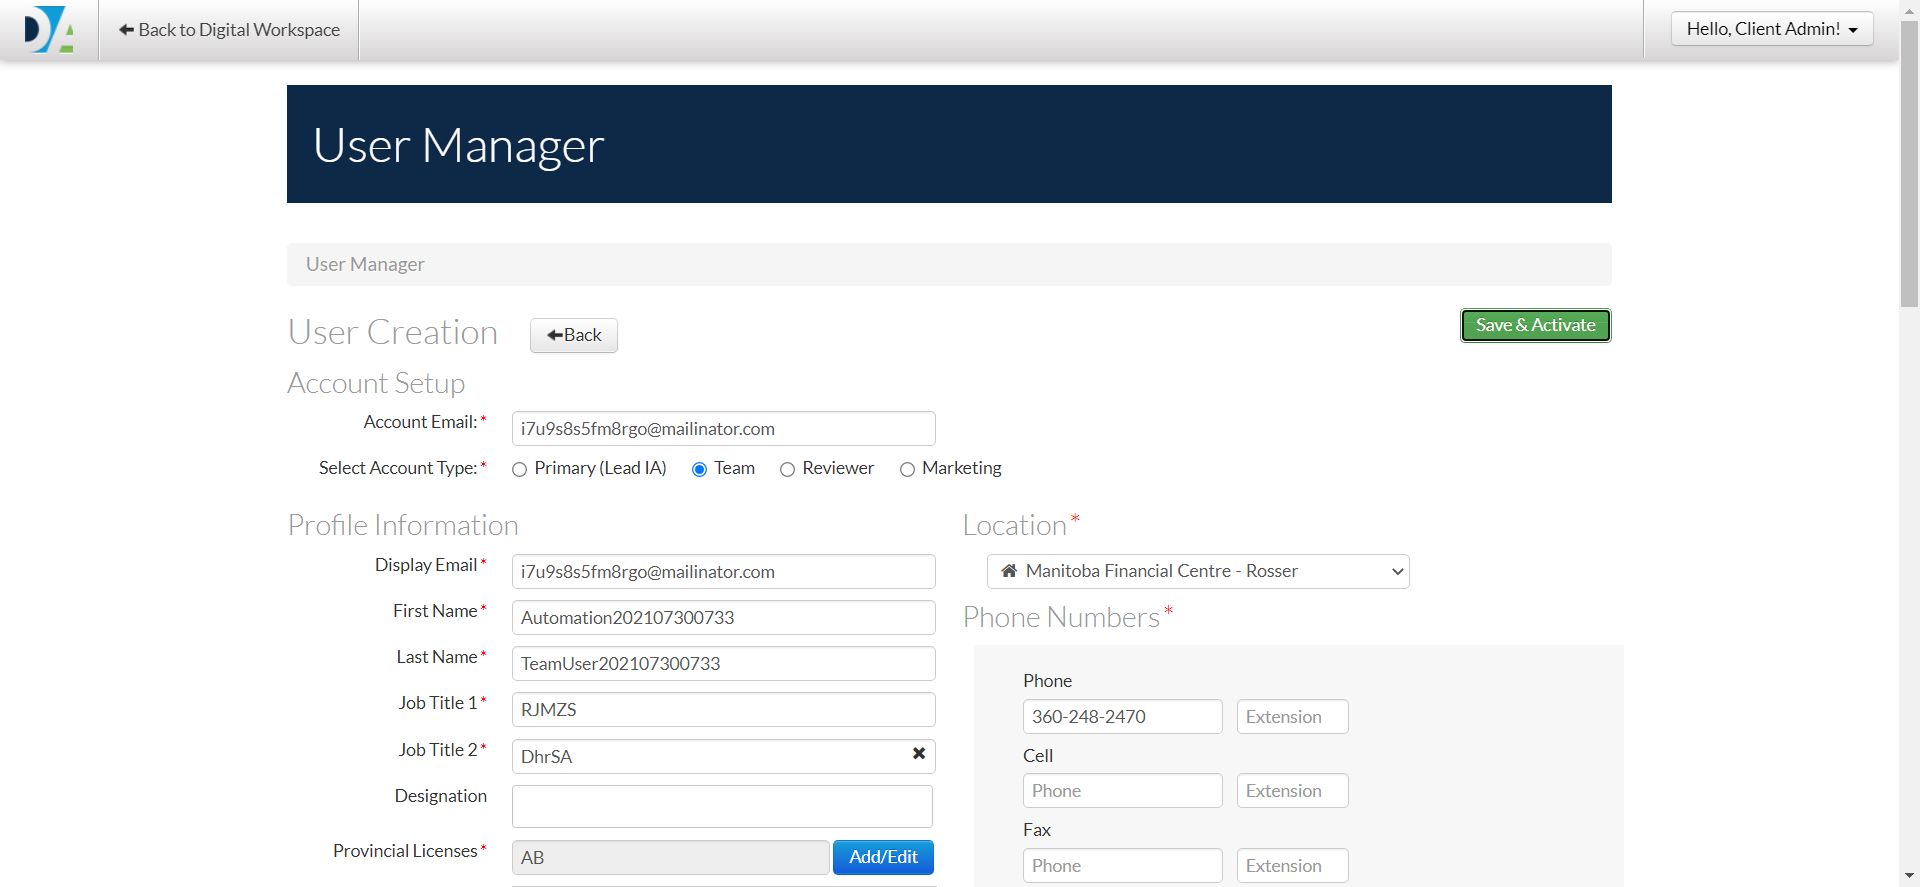 DA
Back to Digital Workspace
Hello, Client Admin!
User Manager
User Manager
User Creation
Back
Save & Activate
Account Setup
Account Email:*
i7u9s8s5fm8rgo@mailinator.com
Select Account Type:*
Primary (Lead IA)
Team
Reviewer
Marketing
Profile Information
Display Email*
i7u9s8s5fm8rgo@mailinator.com
First Name*
Automation202107300733
Last Name*
TeamUser202107300733
Job Title 1*
RJMZS
Job Title 2*
DhrSA
Designation
Provincial Licenses*
AB
Add/Edit
Location*
Manitoba Financial Centre - Rosser
Phone Numbers*
Phone
360-248-2470
Extension
Cell
Phone
Extension
Fax
Phone
Extension